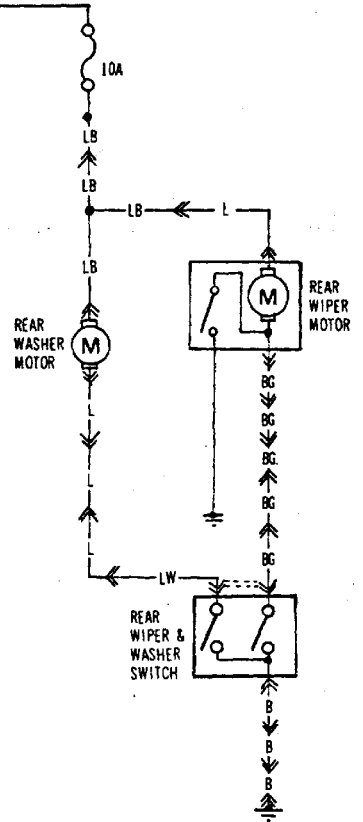 10A
LB
LB
LB
L
LB
REAR
WIPER
MOTOR
M
REAR
WASHER
MOTOR
M
BG
BG
BG.
BG
BG
L
L
L
LW
REAR
WIPER &
WASHER
SWITCH
B
B
B